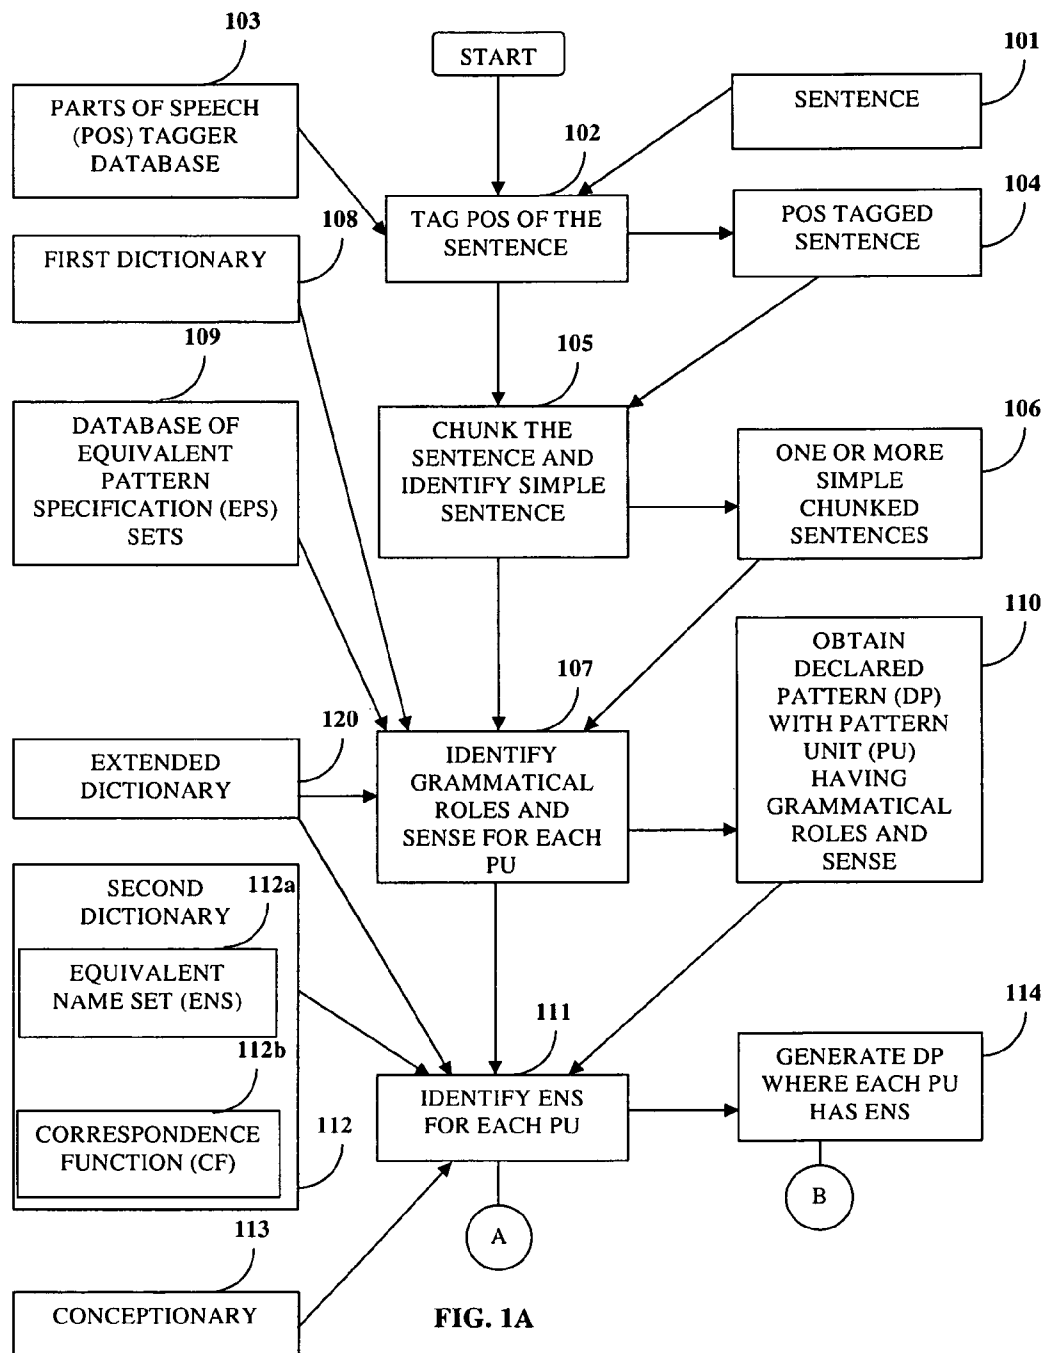 103
START
101
PARTS OF SPEECH
(POS) TAGGER
DATABASE
SENTENCE
102
104
TAG POS OF THE
SENTENCE
POS TAGGED
SENTENCE
108
FIRST DICTIONARY
109
105
DATABASE OF
EQUIVALENT
PATTERN
SPECIFICATION (EPS)
SETS
CHUNK THE
SENTENCE AND
IDENTIFY SIMPLE
SENTENCE
106
ONE OR MORE
SIMPLE
CHUNKED
SENTENCES
110
OBTAIN
DECLARED
PATTERN (DP)
WITH PATTERN
UNIT (PU)
HAVING
GRAMMATICAL
ROLES AND
SENSE
107
120
EXTENDED
DICTIONARY
IDENTIFY
GRAMMATICAL
ROLES AND
SENSE FOR EACH
PU
SECOND
DICTIONARY
112a
EQUIVALENT
NAME SET (ENS)
112b
CORRESPONDENCE
FUNCTION (CF)
112
111
IDENTIFY ENS
FOR EACH PU
114
GENERATE DP
WHERE EACH PU
HAS ENS
A
B
113
CONCEPTIONARY
FIG. 1A